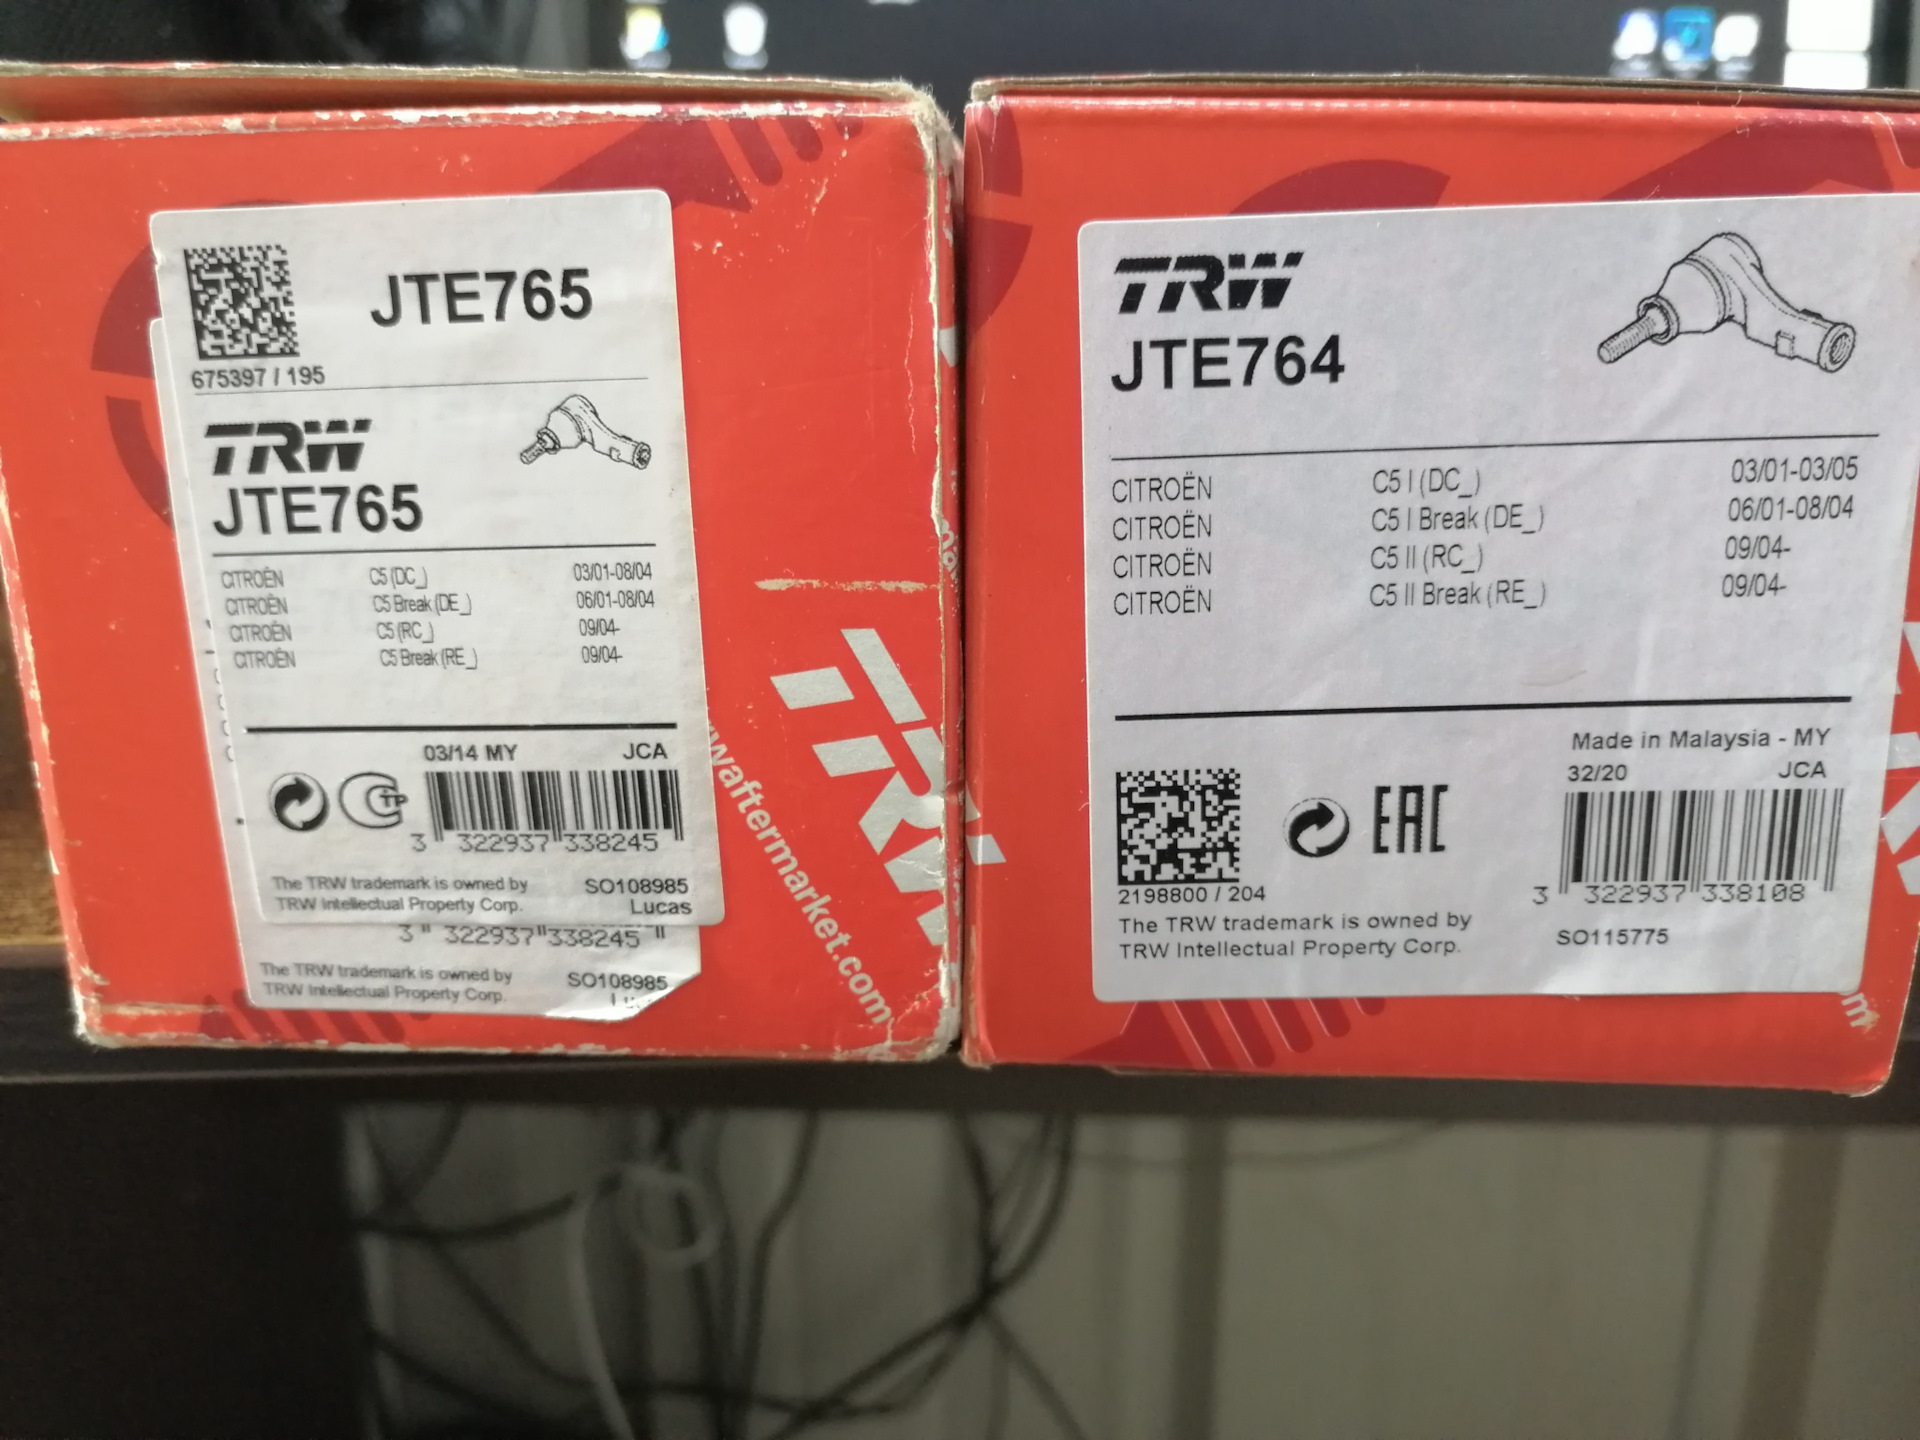 JTE765
675397 / 195
TRW
JTE765
CITROËN C5 (DC_) 03/01-08/04
CITROËN C5 Break (DE_) 06/01-08/04
CITROËN C5 (RC_) 09/04-
CITROËN C5 Break (RE_) 09/04-
03/14 MY JCA
3 322937 338245
The TRW trademark is owned by SO108985
TRW Intellectual Property Corp. Lucas
3 322937 338245
The TRW trademark is owned by SO108985
TRW Intellectual Property Corp.
TRW
waftermarket.com
TRW
JTE764
CITROËN C5 I (DC_) 03/01-03/05
CITROËN C5 I Break (DE_) 06/01-08/04
CITROËN C5 II (RC_) 09/04-
CITROËN C5 II Break (RE_) 09/04-
Made in Malaysia - MY
32/20 JCA
EAC
3 322937 338108
2198800 / 204
The TRW trademark is owned by
TRW Intellectual Property Corp. SO115775